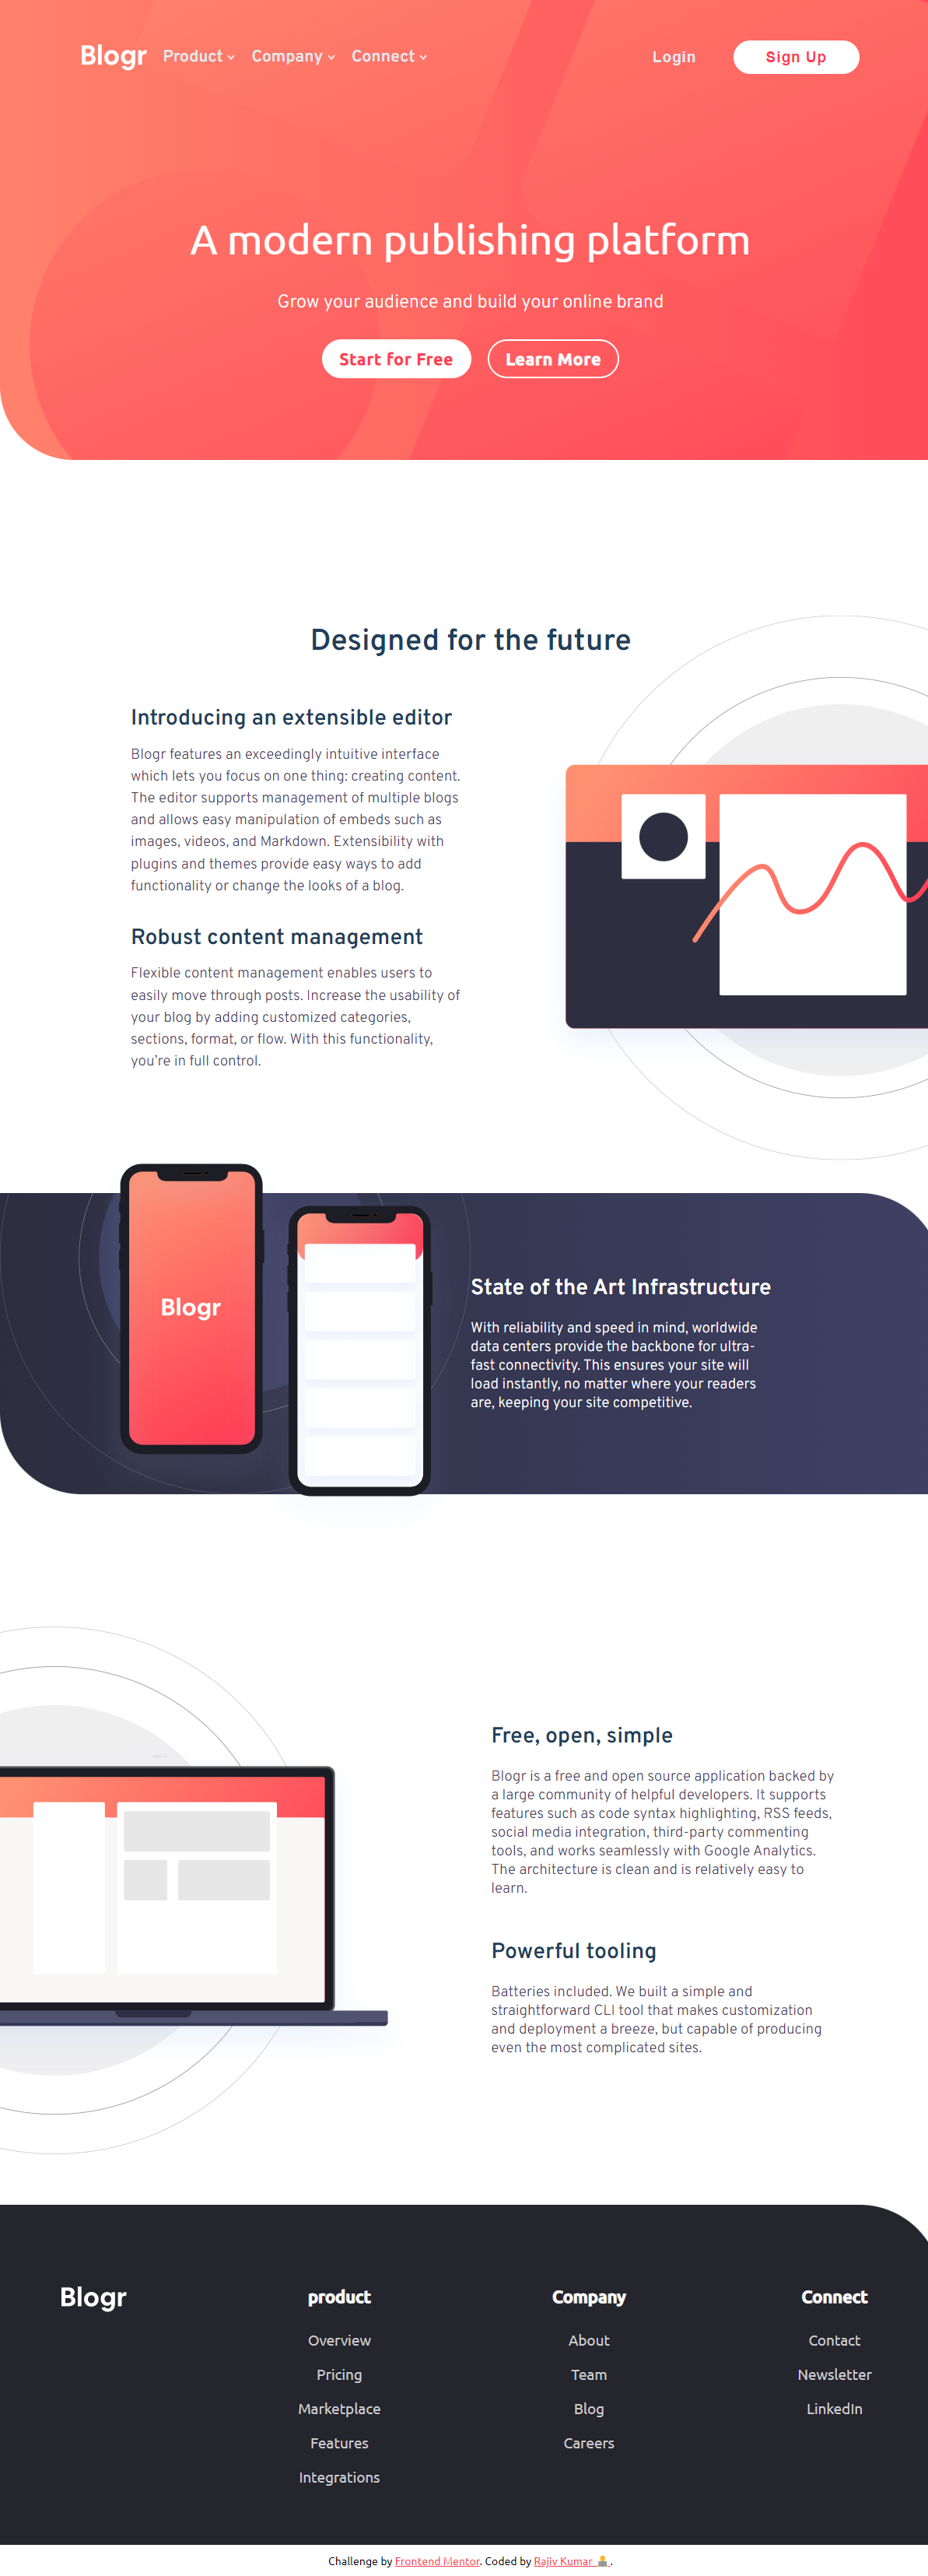 Blogr Product Company Connect Login Sign Up
A modern publishing platform
Grow your audience and build your online brand
Start for Free Learn More
Designed for the future
Introducing an extensible editor
Blogr features an exceedingly intuitive interface
which lets you focus on one thing: creating content.
The editor supports management of multiple blogs
and allows easy manipulation of embeds such as
images, videos, and Markdown. Extensibility with
plugins and themes provide easy ways to add
functionality or change the looks of a blog.
Robust content management
Flexible content management enables users to
easily move through posts. Increase the usability of
your blog by adding customized categories,
sections, format, or flow. With this functionality,
you’re in full control.
Blogr
State of the Art Infrastructure
With reliability and speed in mind, worldwide
data centers provide the backbone for ultra-
fast connectivity. This ensures your site will
load instantly, no matter where your readers
are, keeping your site competitive.
Free, open, simple
Blogr is a free and open source application backed by
a large community of helpful developers. It supports
features such as code syntax highlighting, RSS feeds,
social media integration, third-party commenting
tools, and works seamlessly with Google Analytics.
The architecture is clean and is relatively easy to
learn.
Powerful tooling
Batteries included. We built a simple and
straightforward CLI tool that makes customization
and deployment a breeze, but capable of producing
even the most complicated sites.
Blogr
product
Overview
Pricing
Marketplace
Features
Integrations
Company
About
Team
Blog
Careers
Connect
Contact
Newsletter
LinkedIn
Challenge by Frontend Mentor. Coded by Rajiv Kumar 👨‍💻.